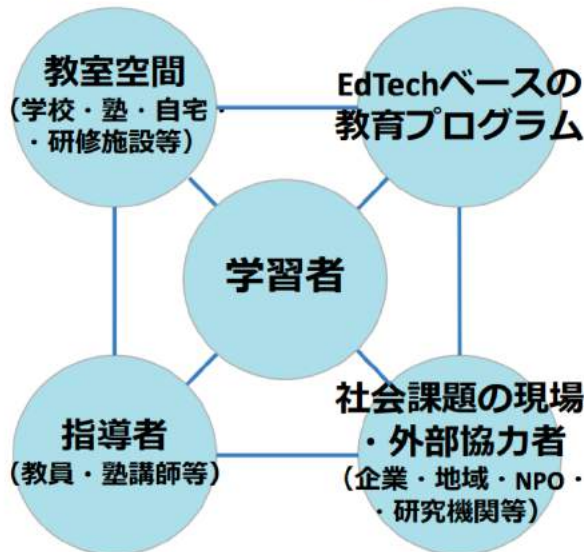 教室空間
（学校・塾・自宅・
・研修施設等）
EdTechベースの
教育プログラム
学習者
指導者
（教員・塾講師等）
社会課題の現場
・外部協力者
（企業・地域・NPO・
・研究機関等）